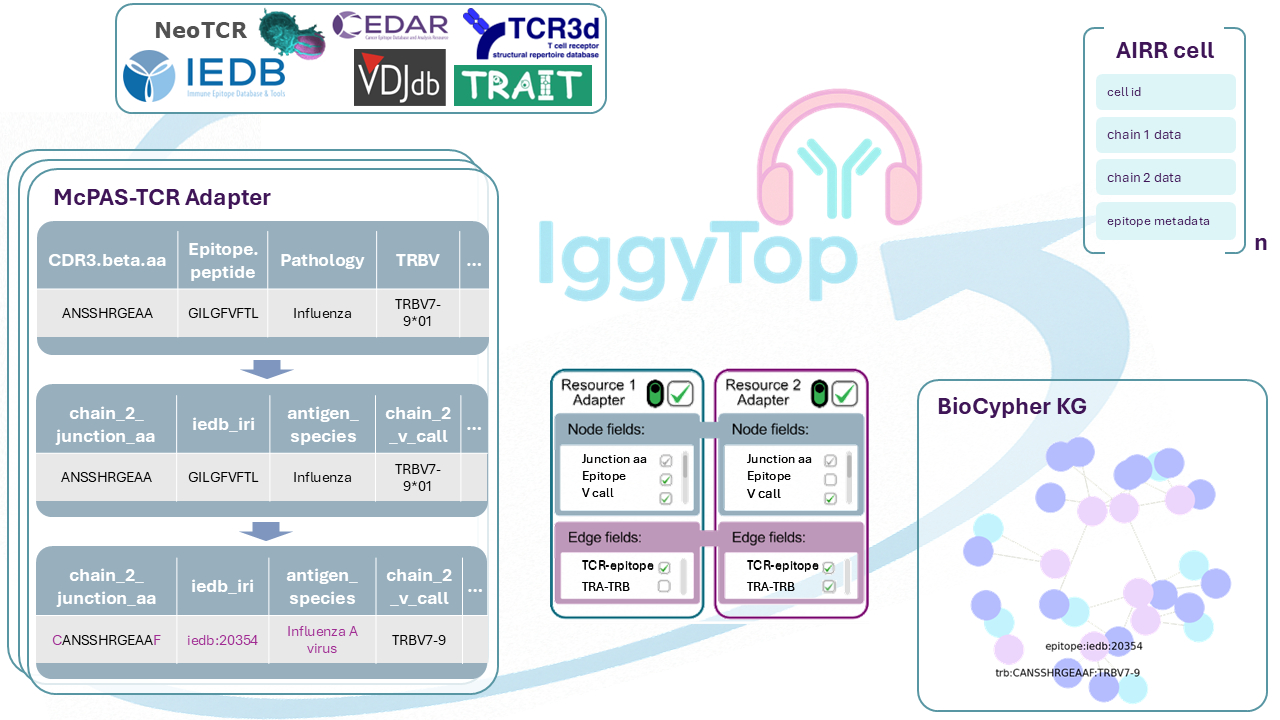 NeoTCR
CEDAR
Cancer Epitope Database and Analysis Resource
TCR3d
T cell receptor
structural repertoire database
IEDB
Immune Epitope Database & Tools
VDJdb
TRAIT
McPAS-TCR Adapter
CDR3.beta.aa
Epitope.
peptide
Pathology
TRBV
...
ANSSHRGEAA
GILGFVFTL
Influenza
TRBV7-
9*01
chain_2_
junction_aa
iedb_iri
antigen_
species
chain_2
_v_call
...
ANSSHRGEAA
GILGFVFTL
Influenza
TRBV7-
9*01
chain_2_
junction_aa
iedb_iri
antigen_
species
chain_2
_v_call
...
CANSSHRGEAAF
iedb:20354
Influenza A
virus
TRBV7-9
IggyTop
Resource 1
Adapter
Node fields:
Junction aa
Epitope
V call
Edge fields:
TCR-epitope
TRA-TRB
Resource 2
Adapter
Node fields:
Junction aa
Epitope
V call
Edge fields:
TCR-epitope
TRA-TRB
AIRR cell
cell id
chain 1 data
chain 2 data
epitope metadata
n
BioCypher KG
epitope:iedb:20354
trb:CANSSHRGEAAF:TRBV7-9